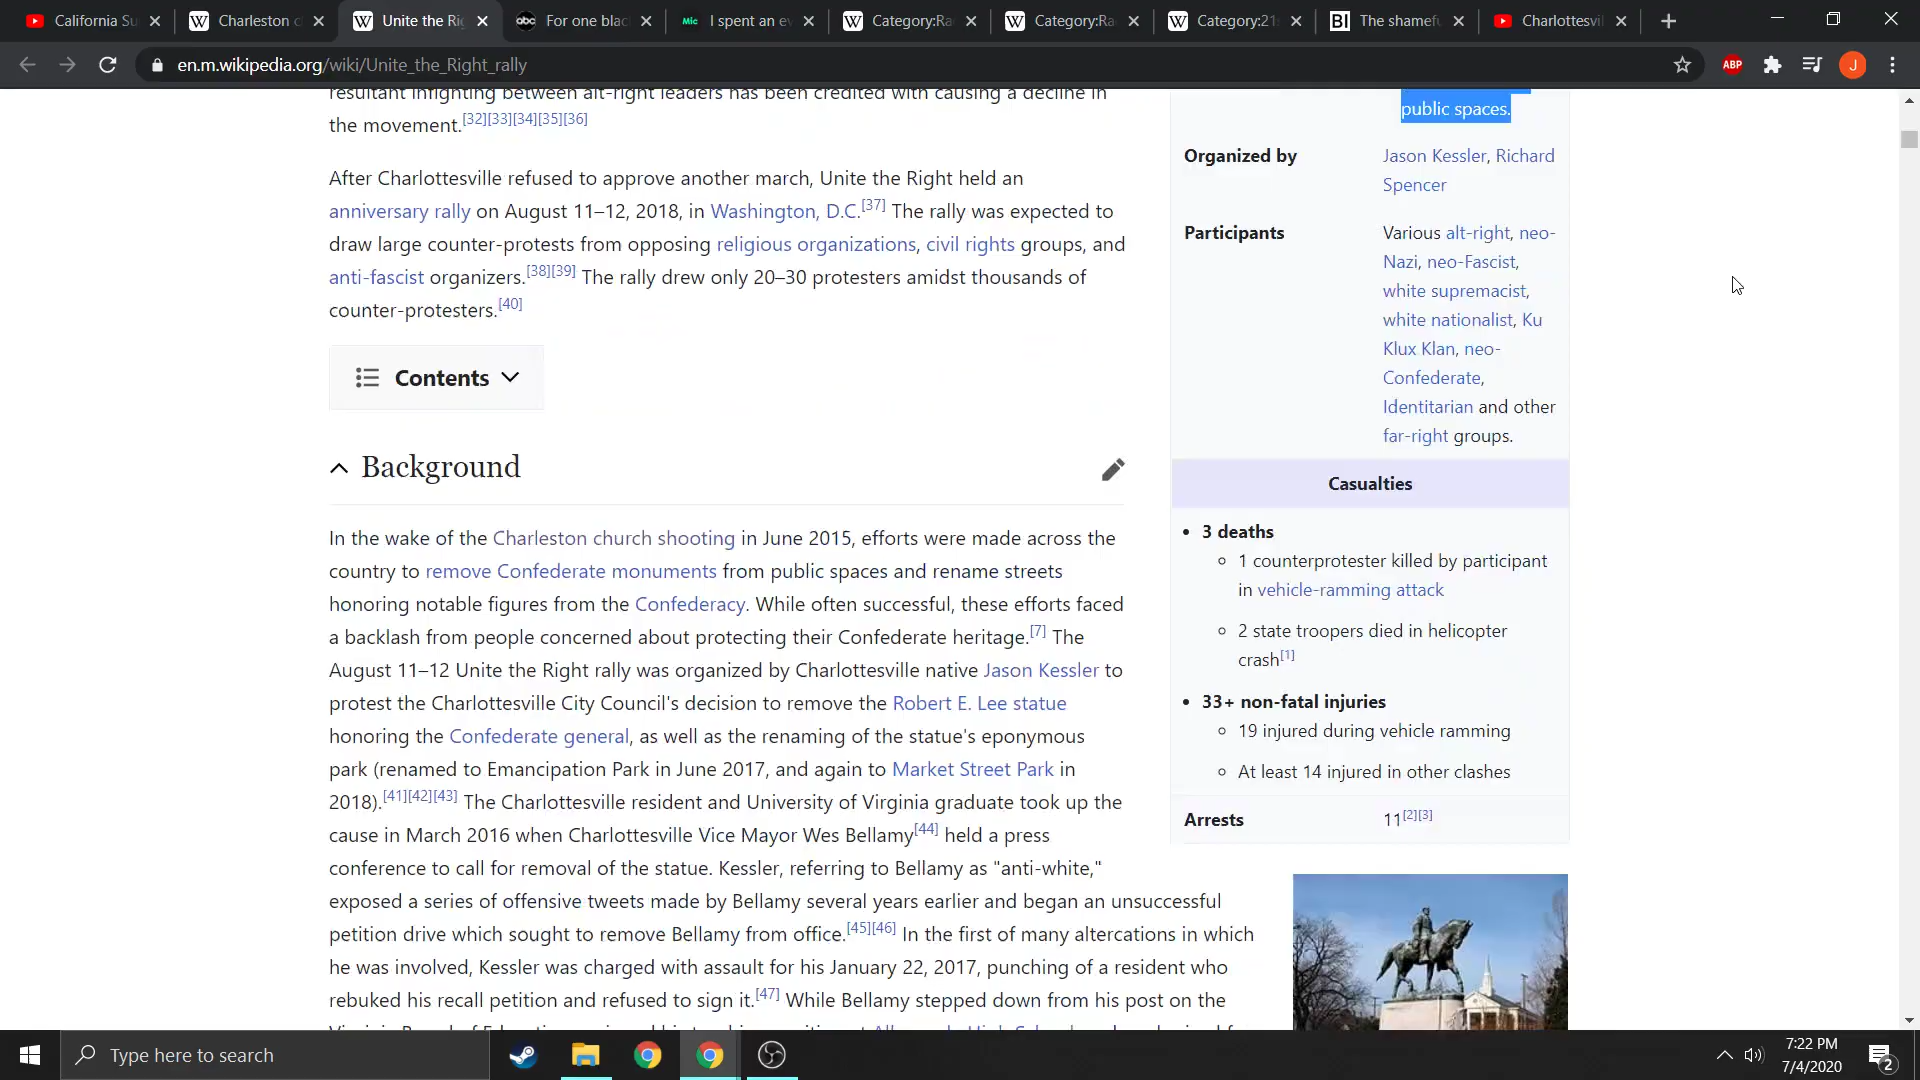 California Su
Charleston c
Unite the Rig
For one blac
I spent an ev
Category:Ra
Category:Ra
Category:21s
The shamefu
Charlottesvil
en.m.wikipedia.org/wiki/Unite_the_Right_rally
ABP
J
resultant infighting between alt-right leaders has been credited with causing a decline in
the movement.[32][33][34][35][36]
After Charlottesville refused to approve another march, Unite the Right held an
anniversary rally on August 11–12, 2018, in Washington, D.C.[37] The rally was expected to
draw large counter-protests from opposing religious organizations, civil rights groups, and
anti-fascist organizers.[38][39] The rally drew only 20–30 protesters amidst thousands of
counter-protesters.[40]
Contents
Background
In the wake of the Charleston church shooting in June 2015, efforts were made across the
country to remove Confederate monuments from public spaces and rename streets
honoring notable figures from the Confederacy. While often successful, these efforts faced
a backlash from people concerned about protecting their Confederate heritage.[7] The
August 11–12 Unite the Right rally was organized by Charlottesville native Jason Kessler to
protest the Charlottesville City Council's decision to remove the Robert E. Lee statue
honoring the Confederate general, as well as the renaming of the statue's eponymous
park (renamed to Emancipation Park in June 2017, and again to Market Street Park in
2018).[41][42][43] The Charlottesville resident and University of Virginia graduate took up the
cause in March 2016 when Charlottesville Vice Mayor Wes Bellamy[44] held a press
conference to call for removal of the statue. Kessler, referring to Bellamy as "anti-white,"
exposed a series of offensive tweets made by Bellamy several years earlier and began an unsuccessful
petition drive which sought to remove Bellamy from office.[45][46] In the first of many altercations in which
he was involved, Kessler was charged with assault for his January 22, 2017, punching of a resident who
rebuked his recall petition and refused to sign it.[47] While Bellamy stepped down from his post on the
public spaces.
Organized by
Jason Kessler, Richard
Spencer
Participants
Various alt-right, neo-
Nazi, neo-Fascist,
white supremacist,
white nationalist, Ku
Klux Klan, neo-
Confederate,
Identitarian and other
far-right groups.
Casualties
3 deaths
1 counterprotester killed by participant
in vehicle-ramming attack
2 state troopers died in helicopter
crash[1]
33+ non-fatal injuries
19 injured during vehicle ramming
At least 14 injured in other clashes
Arrests
11[2][3]
Type here to search
7:22 PM
7/4/2020
2